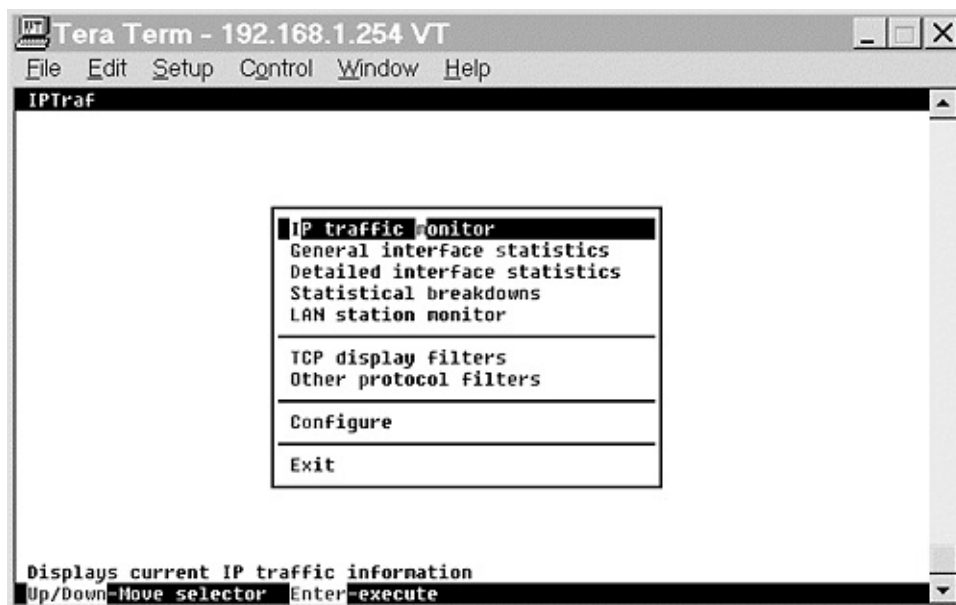 Tera Term - 192.168.1.254 VT
File Edit Setup Control Window Help
IPTraf
IP traffic monitor
General interface statistics
Detailed interface statistics
Statistical breakdowns
LAN station monitor
TCP display filters
Other protocol filters
Configure
Exit
Displays current IP traffic information
Up/Down-Move selector Enter-execute